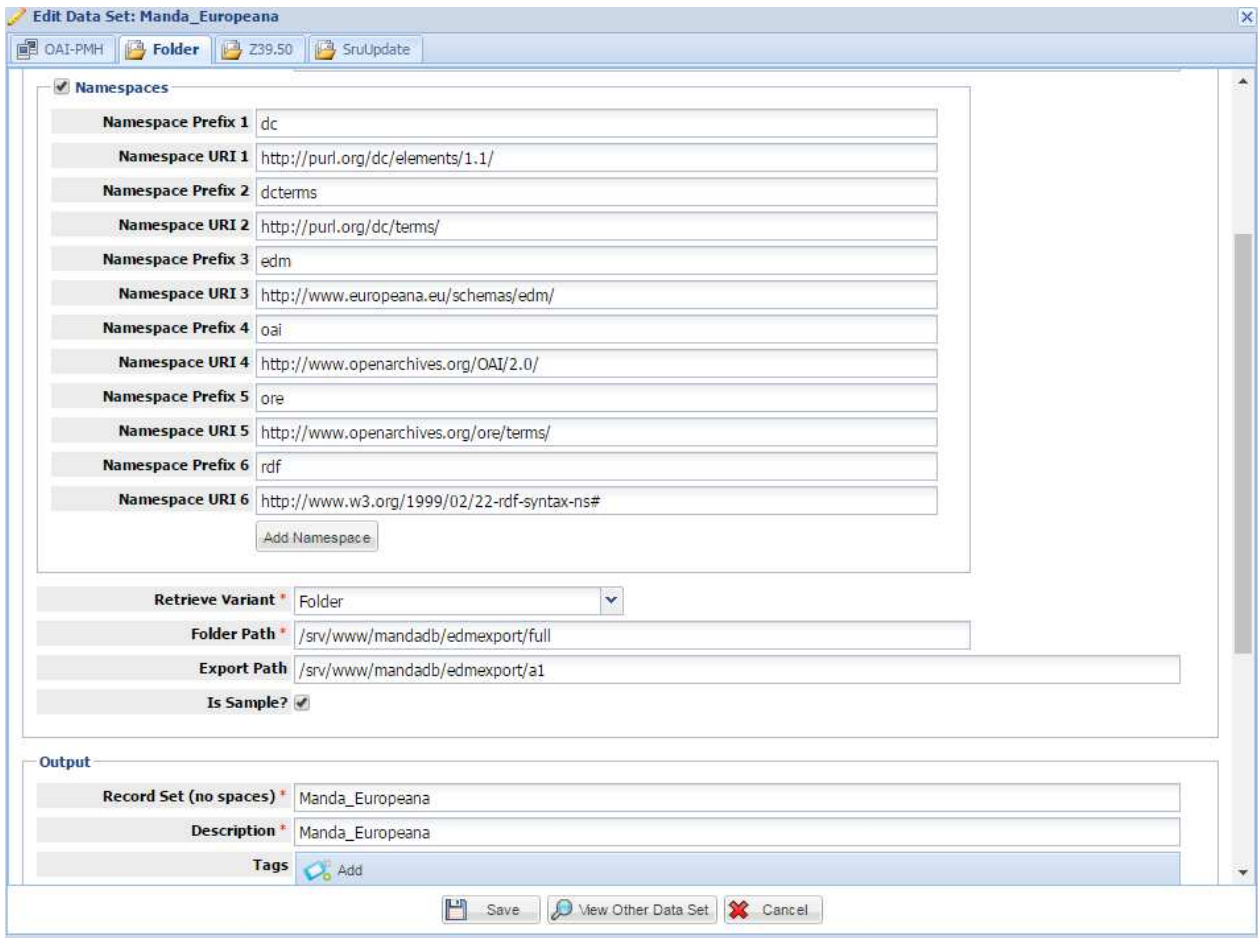 Edit Data Set: Manda_Europeana
OAI-PMH Folder Z39.50 SruUpdate
Namespaces
Namespace Prefix 1 dc
Namespace URI 1 http://purl.org/dc/elements/1.1/
Namespace Prefix 2 dcterms
Namespace URI 2 http://purl.org/dc/terms/
Namespace Prefix 3 edm
Namespace URI 3 http://www.europeana.eu/schemas/edm/
Namespace Prefix 4 oai
Namespace URI 4 http://www.openarchives.org/OAI/2.0/
Namespace Prefix 5 ore
Namespace URI 5 http://www.openarchives.org/ore/terms/
Namespace Prefix 6 rdf
Namespace URI 6 http://www.w3.org/1999/02/22-rdf-syntax-ns#
Add Namespace
Retrieve Variant * Folder
Folder Path * /srv/www/mandadb/edmexport/full
Export Path /srv/www/mandadb/edmexport/a1
Is Sample?
Output
Record Set (no spaces) * Manda_Europeana
Description * Manda_Europeana
Tags Add
Save View Other Data Set Cancel